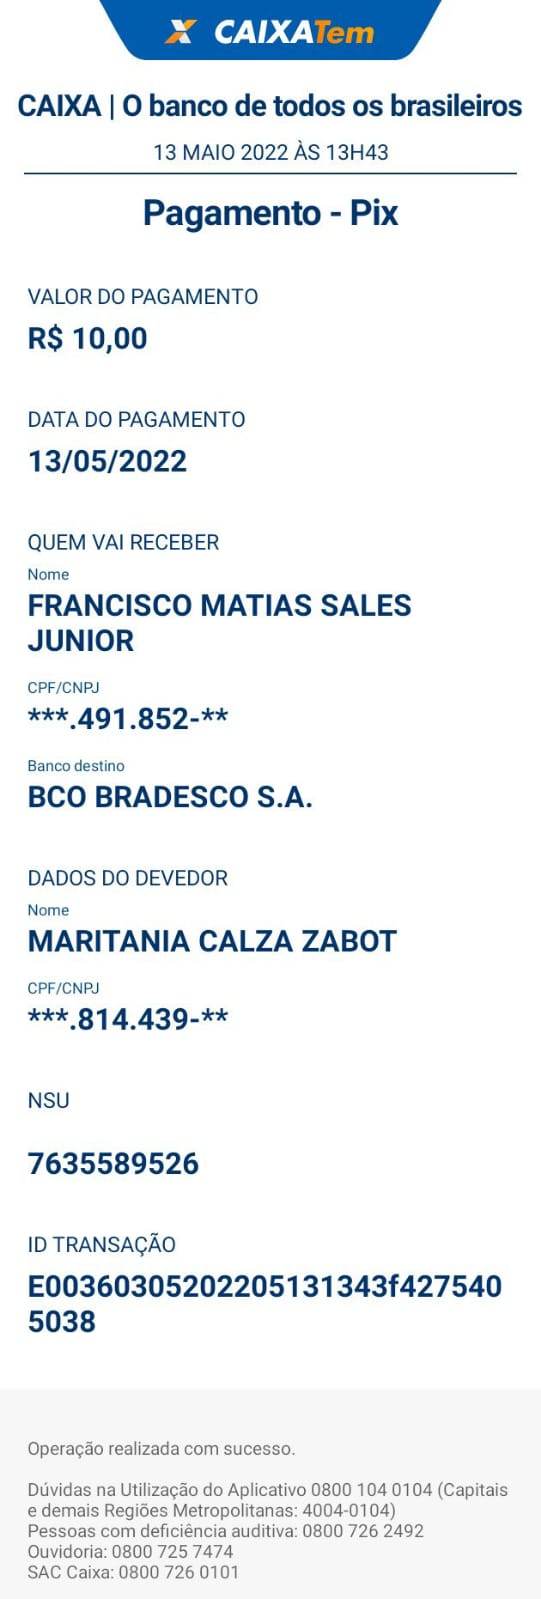 CAIXATem
CAIXA | O banco de todos os brasileiros
13 MAIO 2022 ÀS 13H43
Pagamento - Pix
VALOR DO PAGAMENTO
R$ 10,00
DATA DO PAGAMENTO
13/05/2022
QUEM VAI RECEBER
Nome
FRANCISCO MATIAS SALES
JUNIOR
CPF/CNPJ
***.491.852-**
Banco destino
BCO BRADESCO S.A.
DADOS DO DEVEDOR
Nome
MARITANIA CALZA ZABOT
CPF/CNPJ
***.814.439-**
NSU
7635589526
ID TRANSAÇÃO
E00360305202205131343f427540
5038
Operação realizada com sucesso.
Dúvidas na Utilização do Aplicativo 0800 104 0104 (Capitais
e demais Regiões Metropolitanas: 4004-0104)
Pessoas com deficiência auditiva: 0800 726 2492
Ouvidoria: 0800 725 7474
SAC Caixa: 0800 726 0101